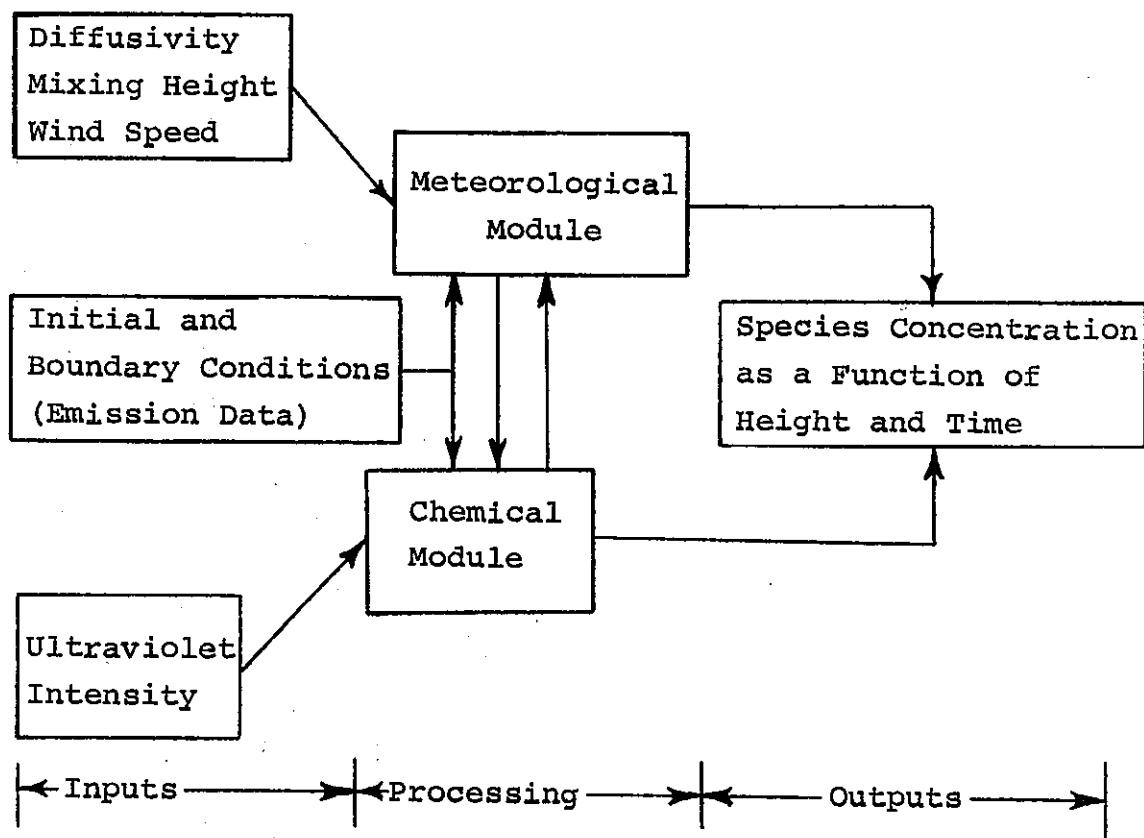 Diffusivity
Mixing Height
Wind Speed
Meteorological
Module
Initial and
Boundary Conditions
(Emission Data)
Species Concentration
as a Function of
Height and Time
Chemical
Module
Ultraviolet
Intensity
Inputs
Processing
Outputs